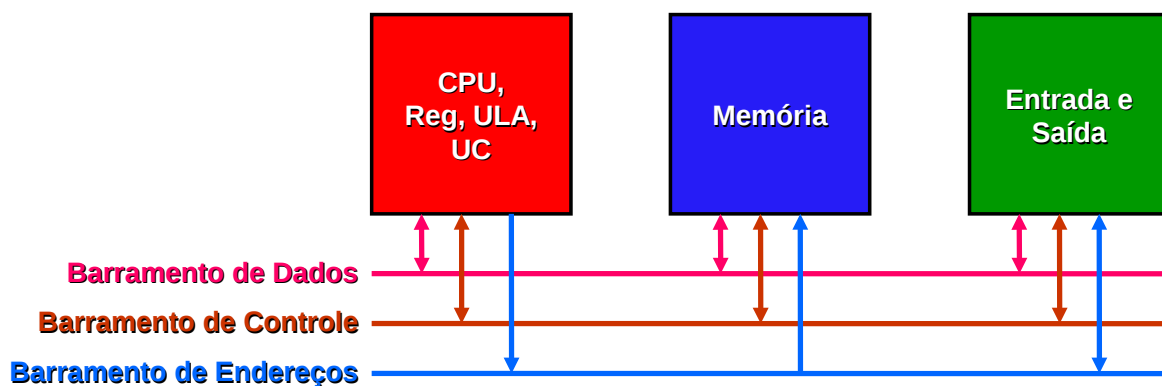 CPU,
Reg, ULA,
UC
Memória
Entrada e
Saída
Barramento de Dados
Barramento de Controle
Barramento de Endereços